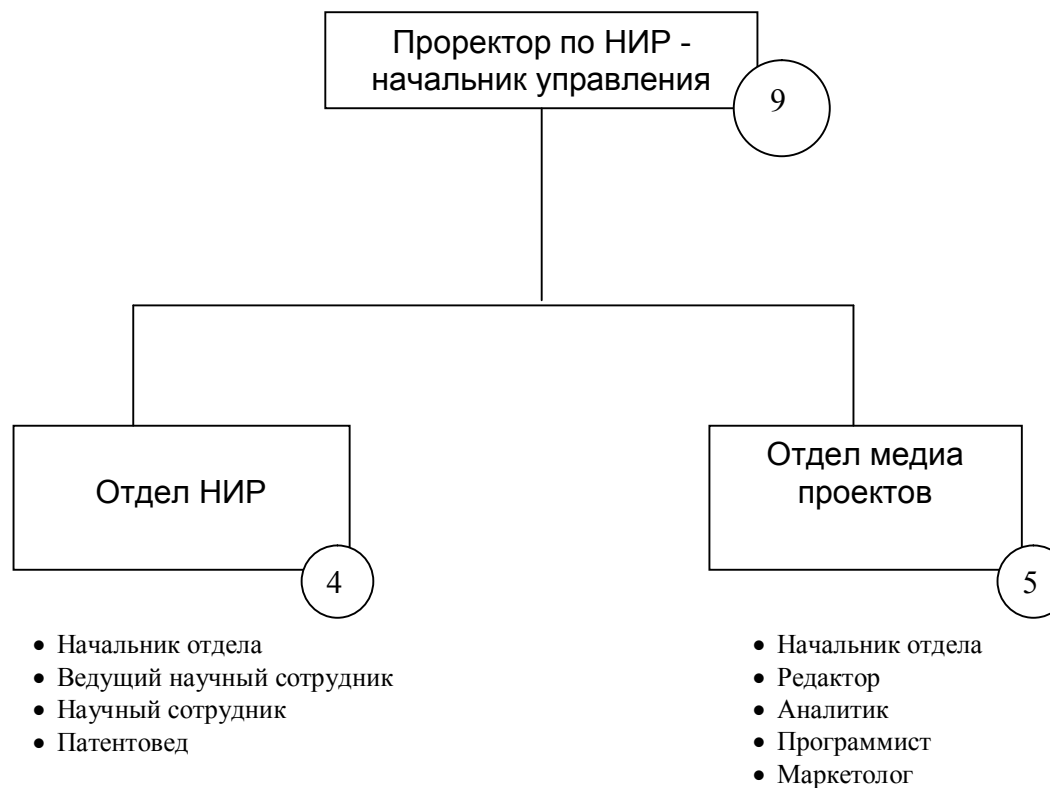 Проректор по НИР -
начальник управления
9
Отдел НИР
4
• Начальник отдела
• Ведущий научный сотрудник
• Научный сотрудник
• Патентовед
Отдел медиа
проектов
5
• Начальник отдела
• Редактор
• Аналитик
• Программист
• Маркетолог